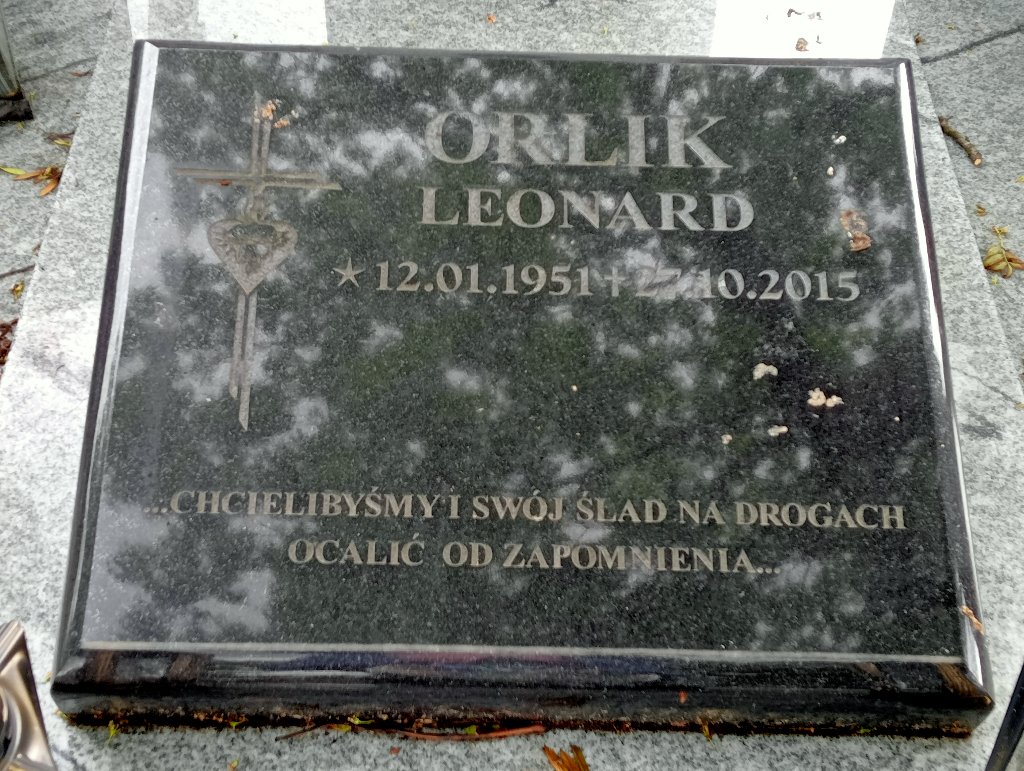 ORLIK
LEONARD
★ 12.01.1951 † 27.10.2015
...CHCIELIBYŚMY I SWÓJ ŚLAD NA DROGACH
OCALIĆ OD ZAPOMNIENIA...